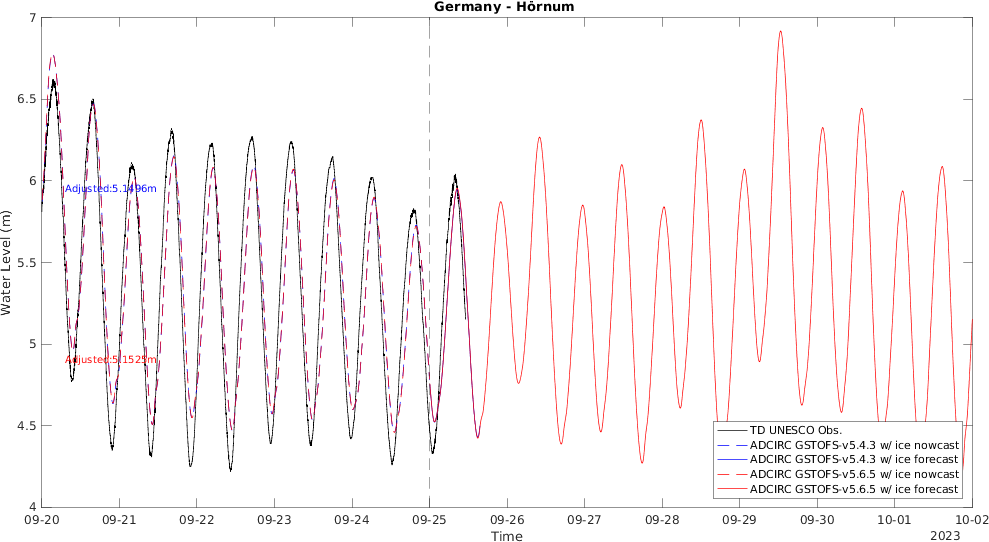 Germany - Hörnum
7
6.5
6
5.5
5
4.5
4
Water Level (m)
Adjusted:5.1496m
Adjusted:5.1525m
TD UNESCO Obs.
ADCIRC GSTOFS-v5.4.3 w/ ice nowcast
ADCIRC GSTOFS-v5.4.3 w/ ice forecast
ADCIRC GSTOFS-v5.6.5 w/ ice nowcast
ADCIRC GSTOFS-v5.6.5 w/ ice forecast
09-20 09-21 09-22 09-23 09-24 09-25 09-26 09-27 09-28 09-29 09-30 10-01 10-02
Time
2023